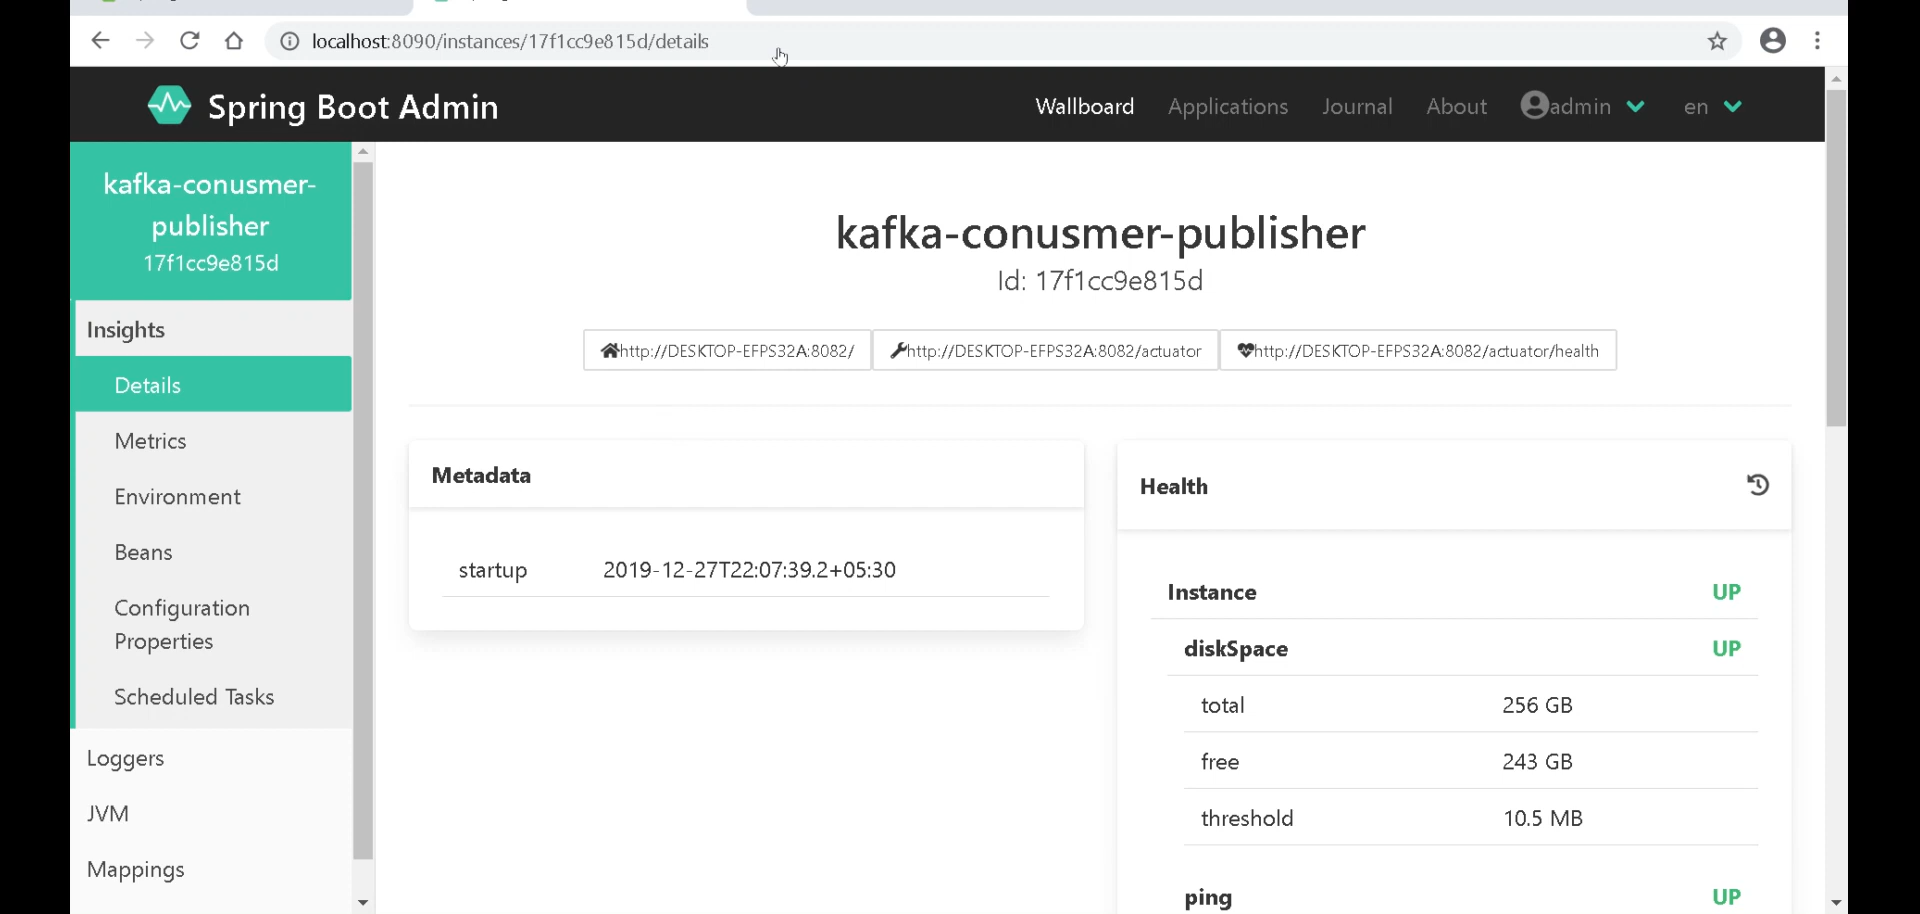 localhost:8090/instances/17f1cc9e815d/details
Spring Boot Admin
Wallboard Applications Journal About admin en
kafka-conusmer-
publisher
17f1cc9e815d
Insights
Details
Metrics
Environment
Beans
Configuration
Properties
Scheduled Tasks
Loggers
JVM
Mappings
kafka-conusmer-publisher
Id: 17f1cc9e815d
http://DESKTOP-EFPS32A:8082/ http://DESKTOP-EFPS32A:8082/actuator http://DESKTOP-EFPS32A:8082/actuator/health
Metadata
startup 2019-12-27T22:07:39.2+05:30
Health
Instance UP
diskSpace UP
total 256 GB
free 243 GB
threshold 10.5 MB
ping UP